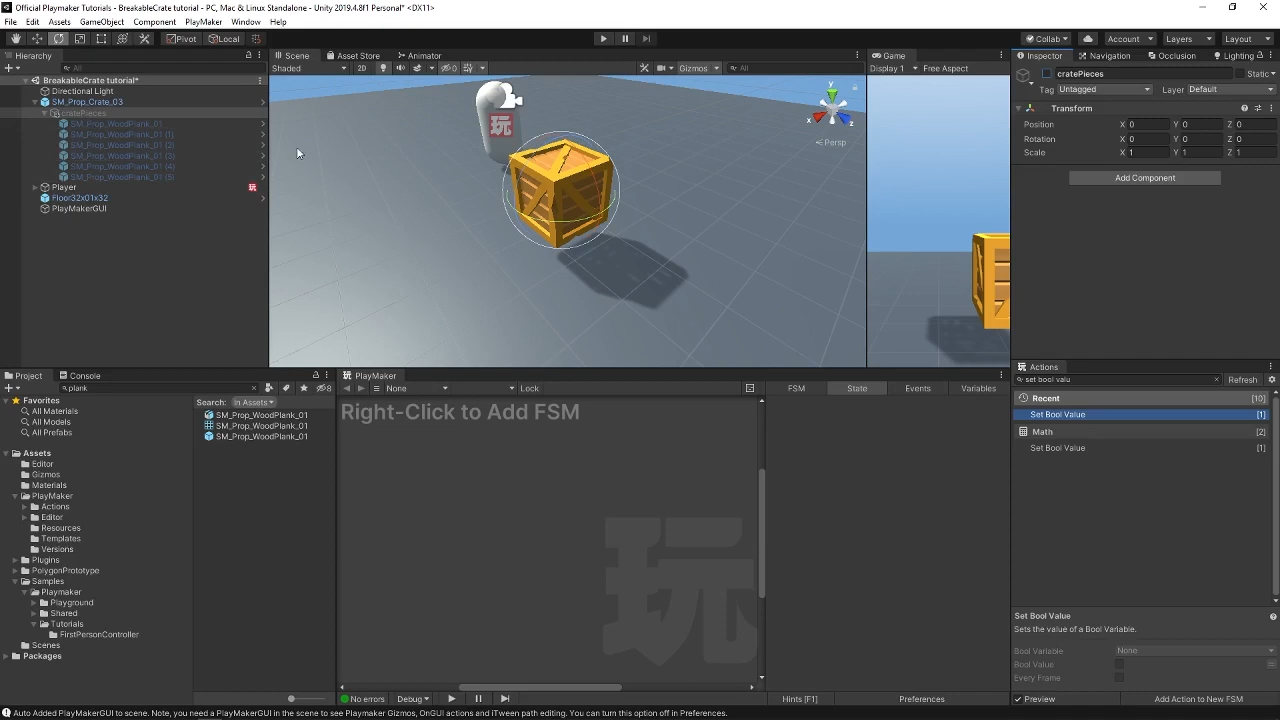 Official Playmaker Tutorials - BreakableCrate tutorial - PC, Mac & Linux Standalone - Unity 2019.4.8f1 Personal* <DX11>
File Edit Assets GameObject Component PlayMaker Window Help
Pivot Local Collab Account Layers Layout
Hierarchy Scene Asset Store Animator Game Inspector Navigation Occlusion Lighting
All Shaded 2D 0 Gizmos All Display 1 Free Aspect cratePieces Static
BreakableCrate tutorial*
Tag Untagged Layer Default
Directional Light
SM_Prop_Crate_03
Transform
cratePieces
SM_Prop_WoodPlank_01
Position X 0 Y 0 Z 0
SM_Prop_WoodPlank_01 (1)
Rotation X 0 Y 0 Z 0
SM_Prop_WoodPlank_01 (2)
Scale X 1 Y 1 Z 1
SM_Prop_WoodPlank_01 (3)
SM_Prop_WoodPlank_01 (4)
SM_Prop_WoodPlank_01 (5)
Add Component
Player 玩
Floor32x01x32
PlayMakerGUI
y
x
z
Persp
玩
Project Console PlayMaker Actions
plank 8 None Lock FSM State Events Variables set bool valu Refresh
Favorites
All Materials
All Models
All Prefabs
Search: In Assets
SM_Prop_WoodPlank_01
SM_Prop_WoodPlank_01
SM_Prop_WoodPlank_01
Right-Click to Add FSM
玩
Recent [10]
Set Bool Value [1]
Math [2]
Set Bool Value [1]
Assets
Editor
Gizmos
Materials
PlayMaker
Actions
Editor
Resources
Templates
Versions
Plugins
PolygonPrototype
Samples
Playmaker
Playground
Shared
Tutorials
FirstPersonController
Scenes
Packages
Set Bool Value
Sets the value of a Bool Variable.
Bool Variable None
Bool Value
Every Frame
No errors Debug Hints [F1] Preferences Preview Add Action to New FSM
Auto Added PlayMakerGUI to scene. Note, you need a PlayMakerGUI in the scene to see Playmaker Gizmos, OnGUI actions and iTween path editing. You can turn this option off in Preferences.